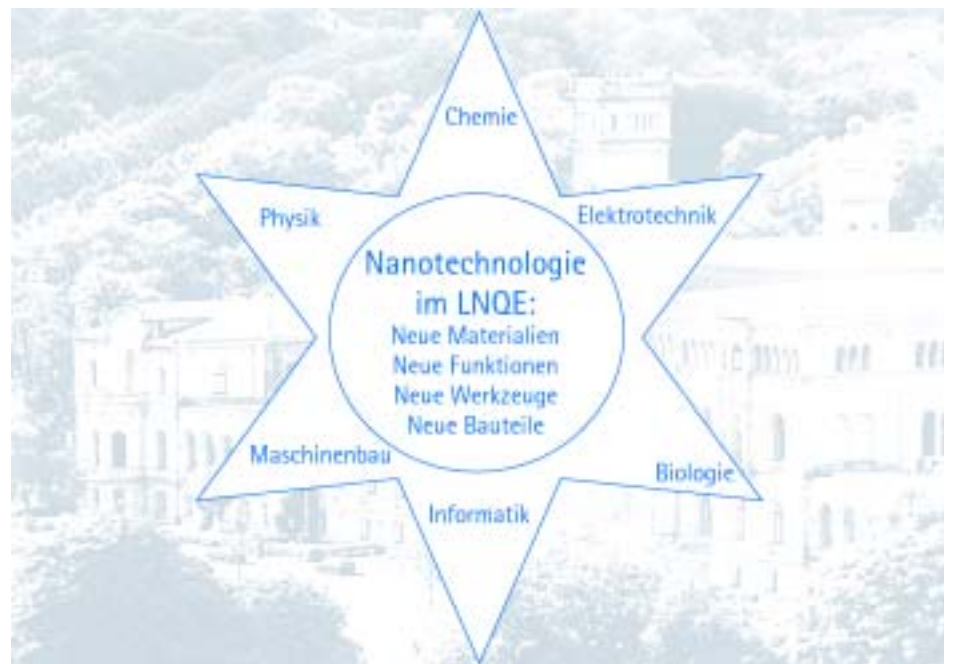 Chemie
Physik
Elektrotechnik
Nanotechnologie
im LNQE:
Neue Materialien
Neue Funktionen
Neue Werkzeuge
Neue Bauteile
Maschinenbau
Biologie
Informatik